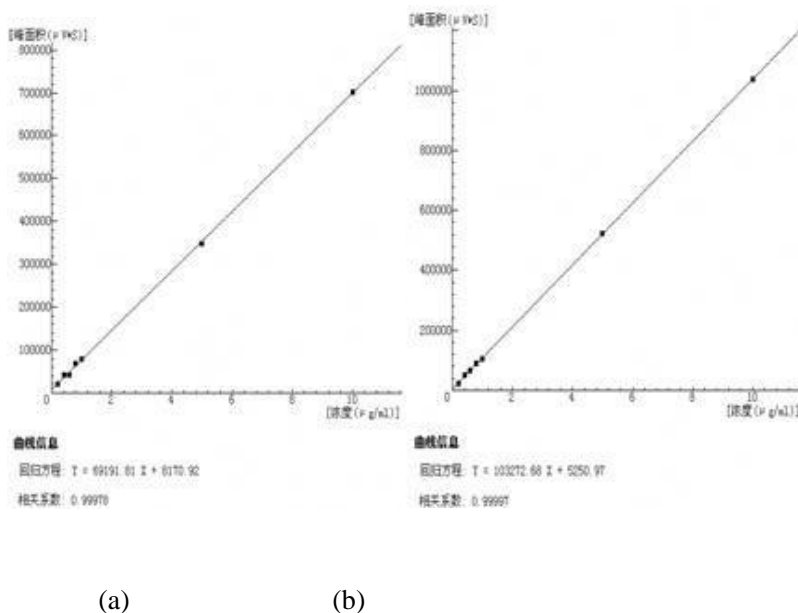 [峰面积(μV*S)]
800000
700000
600000
500000
400000
300000
200000
100000
0 2 4 6 8 10
[浓度(μg/ml)]
曲线信息
回归方程: Y = 69191.81 X + 8170.92
相关系数: 0.99978
[峰面积(μV*S)]
1000000
800000
600000
400000
200000
0 2 4 6 8 10
[浓度(μg/ml)]
曲线信息
回归方程: Y = 103272.68 X + 5250.97
相关系数: 0.99997
(a) (b)